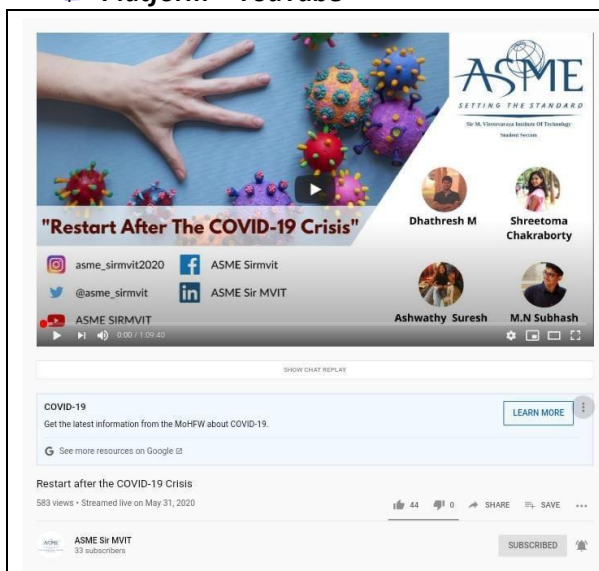 Platform - YouTube
ASME
SETTING THE STANDARD
Sir M. Visvesvaraya Institute Of Technology
Student Section
"Restart After The COVID-19 Crisis"
Dhathresh M
Shreetoma
Chakraborty
asme_sirmvit2020
ASME Sirmvit
@asme_sirmvit
ASME Sir MVIT
ASME SIRMVIT
Ashwathy Suresh
M.N Subhash
0:00 / 1:09:40
SHOW CHAT REPLAY
COVID-19
Get the latest information from the MoHFW about COVID-19.
LEARN MORE
See more resources on Google
Restart after the COVID-19 Crisis
583 views • Streamed live on May 31, 2020
44
0
SHARE
SAVE
ASME Sir MVIT
33 subscribers
SUBSCRIBED